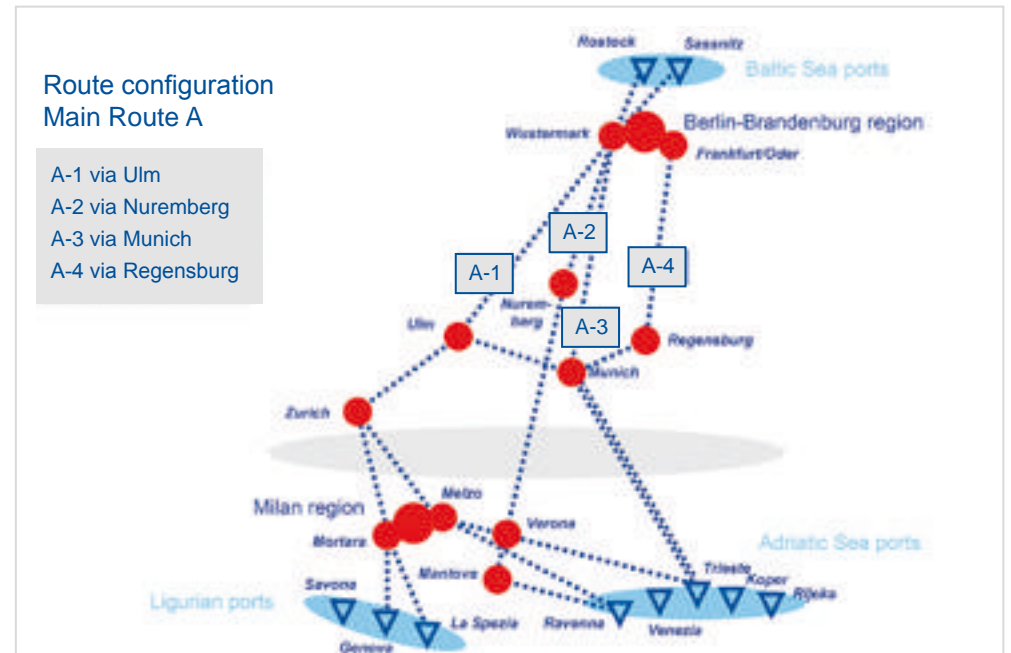 Route configuration
Main Route A
A-1 via Ulm
A-2 via Nuremberg
A-3 via Munich
A-4 via Regensburg
Rostock
Sassnitz
Baltic Sea ports
Wustermark
Berlin-Brandenburg region
Frankfurt/Oder
A-2
A-1
A-4
Nurem-
berg
A-3
Ulm
Regensburg
Munich
Zurich
Melzo
Milan region
Verona
Mortara
Adriatic Sea ports
Mantova
Trieste
Koper
Rijeka
Savona
Ligurian ports
La Spezia
Ravenna
Venezia
Genova